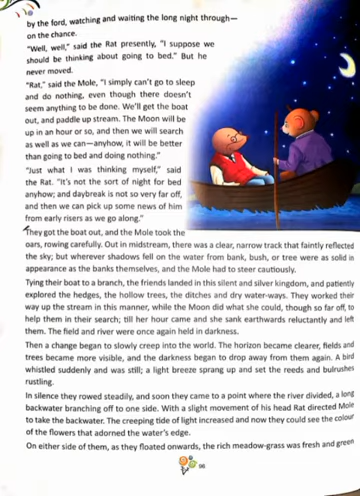 by the ford, watching and waiting the long night through—
on the chance.
"Well, well," said the Rat presently, "I suppose we
should be thinking about going to bed." But he
never moved.
"Rat," said the Mole, "I simply can't go to sleep
and do nothing, even though there doesn't
seem anything to be done. We'll get the boat
out, and paddle up stream. The Moon will be
up in an hour or so, and then we will search
as well as we can—anyhow, it will be better
than going to bed and doing nothing."
"Just what I was thinking myself," said
the Rat. "It's not the sort of night for bed
anyhow; and daybreak is not so very far off,
and then we can pick up some news of him
from early risers as we go along."
They got the boat out, and the Mole took the
oars, rowing carefully. Out in midstream, there was a clear, narrow track that faintly reflected
the sky; but wherever shadows fell on the water from bank, bush, or tree were as solid in
appearance as the banks themselves, and the Mole had to steer cautiously.
Tying their boat to a branch, the friends landed in this silent and silver kingdom, and patiently
explored the hedges, the hollow trees, the ditches and dry water-ways. They worked their
way up the stream in this manner, while the Moon did what she could, though so far off, to
help them in their search; till her hour came and she sank earthwards reluctantly and left
them. The field and river were once again held in darkness.
Then a change began to slowly creep into the world. The horizon became clearer, fields and
trees became more visible, and the darkness began to drop away from them again. A bird
whistled suddenly and was still; a light breeze sprang up and set the reeds and bulrushes
rustling.
In silence they rowed steadily, and soon they came to a point where the river divided, a long
backwater branching off to one side. With a slight movement of his head Rat directed Mole
to take the backwater. The creeping tide of light increased and now they could see the colour
of the flowers that adorned the water's edge.
On either side of them, as they floated onwards, the rich meadow-grass was fresh and green
96